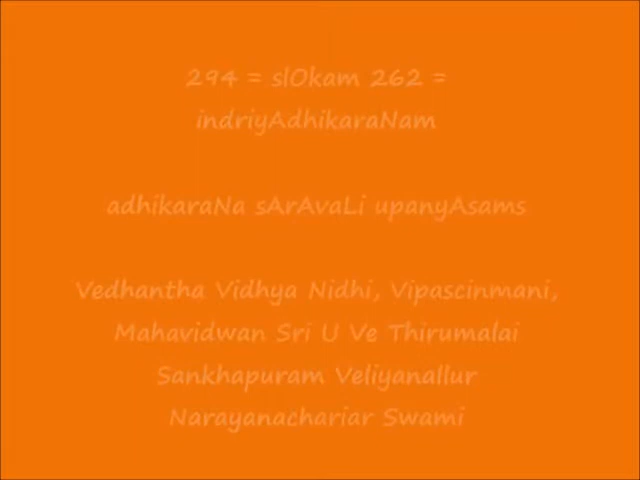 294 = slOkam 262 =
indriyAdhikaraNam
adhikaraNa sArAvaLi upanyAsams
Vedhantha Vidhya Nidhi, Vipascinmani,
Mahavidwan Sri U Ve Thirumalai
Sankhapuram Veliyanallur
Narayanachariar Swami